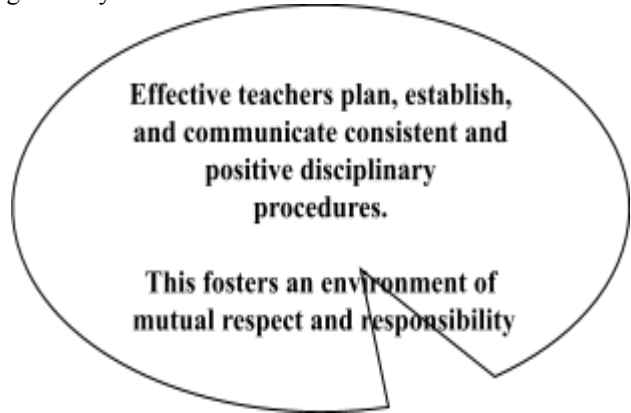 Effective teachers plan, establish,
and communicate consistent and
positive disciplinary
procedures.
This fosters an environment of
mutual respect and responsibility